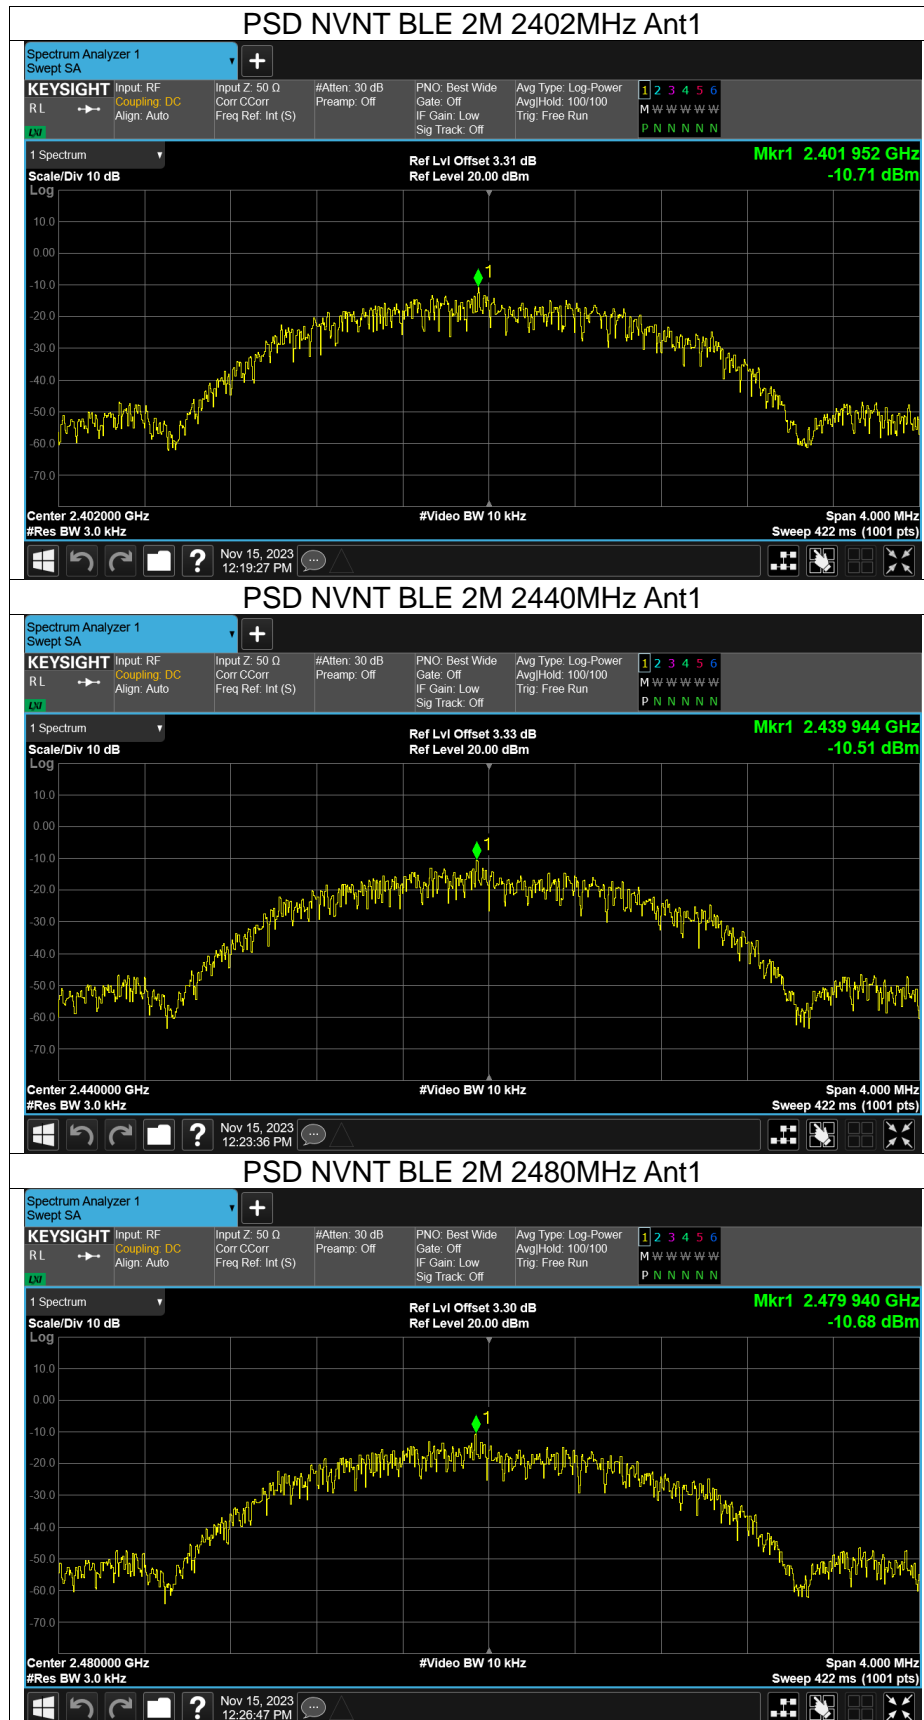 PSD NVNT BLE 2M 2402MHz Ant1
Spectrum Analyzer 1
Swept SA
KEYSIGHT
RL
LXI
Input: RF
Coupling: DC
Align: Auto
Input Z: 50 Ω
Corr CCorr
Freq Ref: Int (S)
#Atten: 30 dB
Preamp: Off
PNO: Best Wide
Gate: Off
IF Gain: Low
Sig Track: Off
Avg Type: Log-Power
Avg|Hold: 100/100
Trig: Free Run
1 2 3 4 5 6
M W W W W W
P N N N N N
1 Spectrum
Scale/Div 10 dB
Ref Lvl Offset 3.31 dB
Ref Level 20.00 dBm
Mkr1 2.401 952 GHz
-10.71 dBm
Log
10.0
0.00
-10.0
-20.0
-30.0
-40.0
-50.0
-60.0
-70.0
1
Center 2.402000 GHz
#Res BW 3.0 kHz
#Video BW 10 kHz
Span 4.000 MHz
Sweep 422 ms (1001 pts)
Nov 15, 2023
12:19:27 PM
PSD NVNT BLE 2M 2440MHz Ant1
Spectrum Analyzer 1
Swept SA
KEYSIGHT
RL
LXI
Input: RF
Coupling: DC
Align: Auto
Input Z: 50 Ω
Corr CCorr
Freq Ref: Int (S)
#Atten: 30 dB
Preamp: Off
PNO: Best Wide
Gate: Off
IF Gain: Low
Sig Track: Off
Avg Type: Log-Power
Avg|Hold: 100/100
Trig: Free Run
1 2 3 4 5 6
M W W W W W
P N N N N N
1 Spectrum
Scale/Div 10 dB
Ref Lvl Offset 3.33 dB
Ref Level 20.00 dBm
Mkr1 2.439 944 GHz
-10.51 dBm
Log
10.0
0.00
-10.0
-20.0
-30.0
-40.0
-50.0
-60.0
-70.0
1
Center 2.440000 GHz
#Res BW 3.0 kHz
#Video BW 10 kHz
Span 4.000 MHz
Sweep 422 ms (1001 pts)
Nov 15, 2023
12:23:36 PM
PSD NVNT BLE 2M 2480MHz Ant1
Spectrum Analyzer 1
Swept SA
KEYSIGHT
RL
LXI
Input: RF
Coupling: DC
Align: Auto
Input Z: 50 Ω
Corr CCorr
Freq Ref: Int (S)
#Atten: 30 dB
Preamp: Off
PNO: Best Wide
Gate: Off
IF Gain: Low
Sig Track: Off
Avg Type: Log-Power
Avg|Hold: 100/100
Trig: Free Run
1 2 3 4 5 6
M W W W W W
P N N N N N
1 Spectrum
Scale/Div 10 dB
Ref Lvl Offset 3.30 dB
Ref Level 20.00 dBm
Mkr1 2.479 940 GHz
-10.68 dBm
Log
10.0
0.00
-10.0
-20.0
-30.0
-40.0
-50.0
-60.0
-70.0
1
Center 2.480000 GHz
#Res BW 3.0 kHz
#Video BW 10 kHz
Span 4.000 MHz
Sweep 422 ms (1001 pts)
Nov 15, 2023
12:26:47 PM